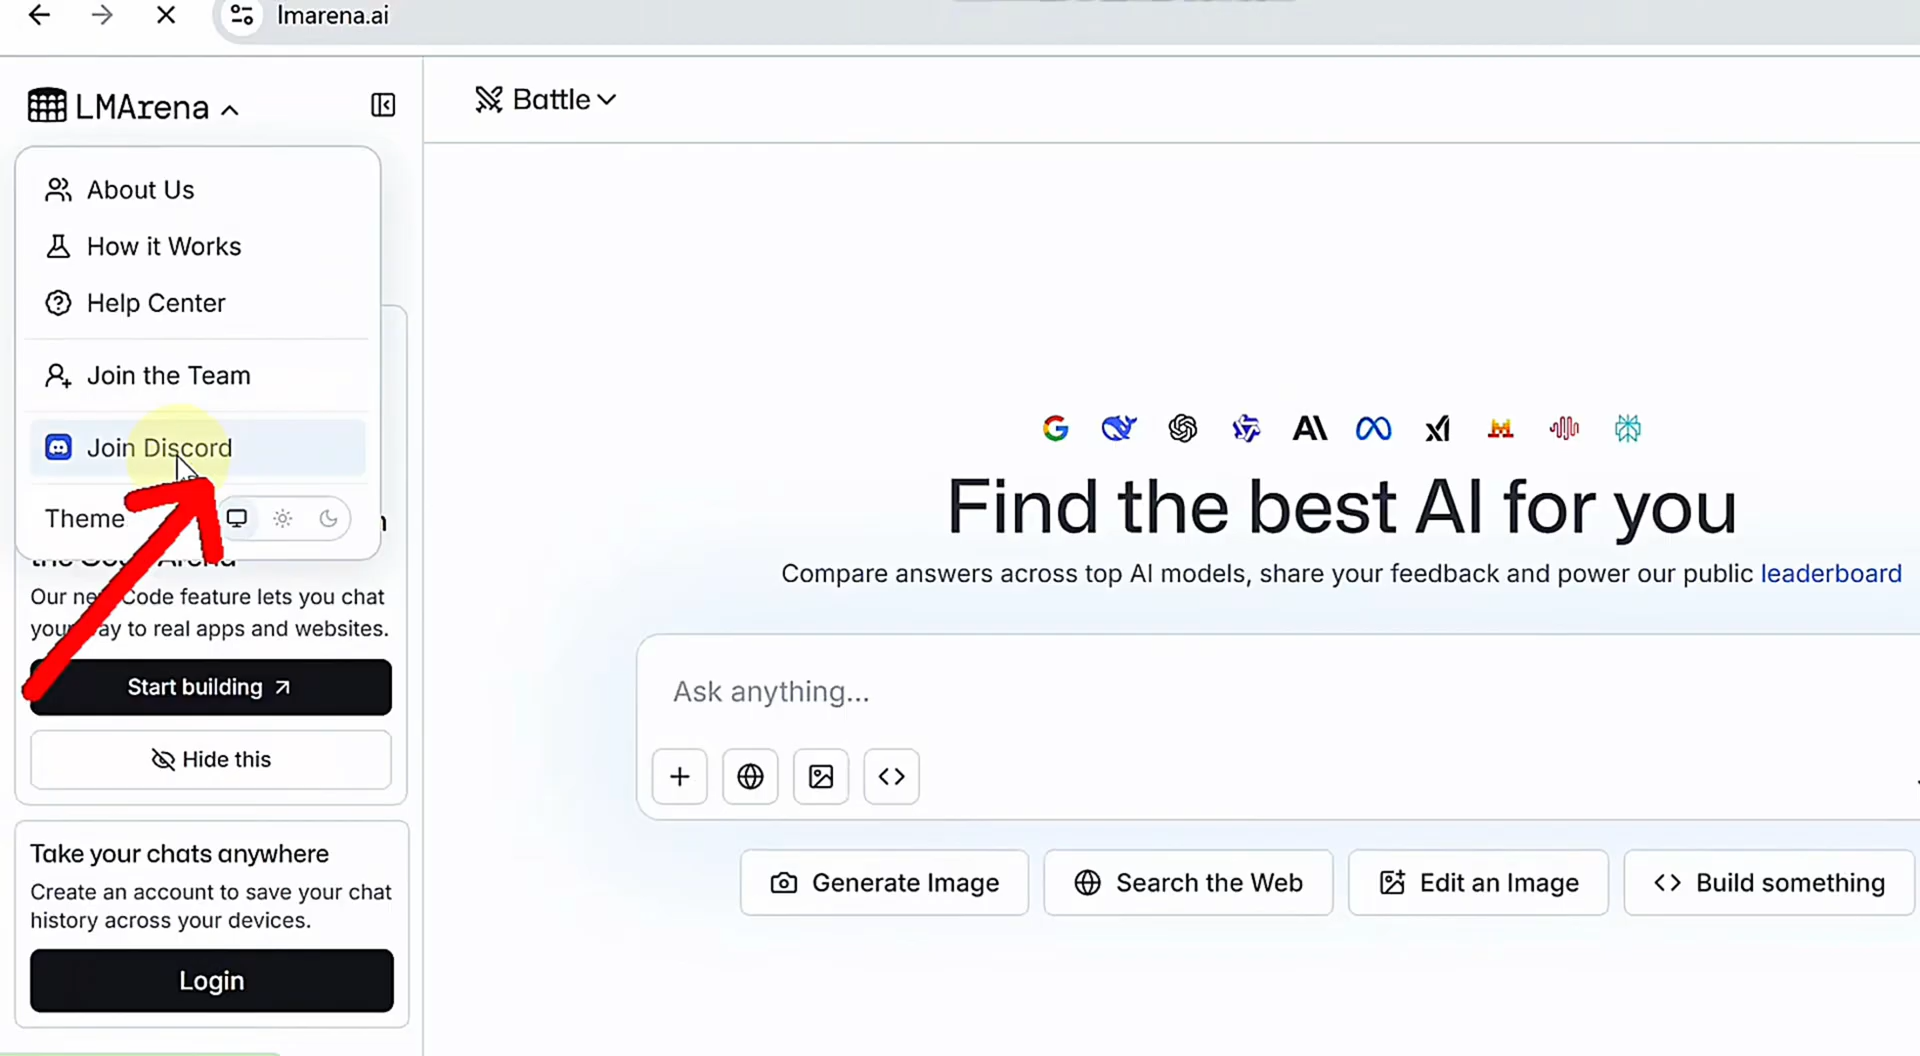 lmarena.ai
LMArena
Battle
About Us
How it Works
Help Center
Join the Team
Join Discord
Theme
Our new Code feature lets you chat
your way to real apps and websites.
Start building
Hide this
Take your chats anywhere
Create an account to save your chat
history across your devices.
Login
Find the best AI for you
Compare answers across top AI models, share your feedback and power our public leaderboard
Ask anything...
Generate Image
Search the Web
Edit an Image
Build something